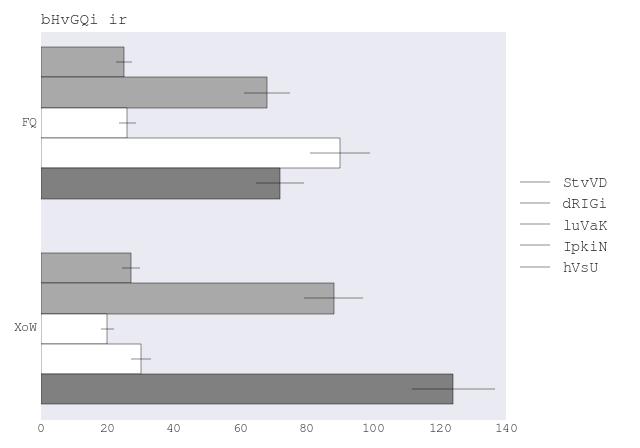 bHvGQi ir
FQ
XoW
0 20 40 60 80 100 120 140
StvVD
dRIGi
luVaK
IpkiN
hVsU